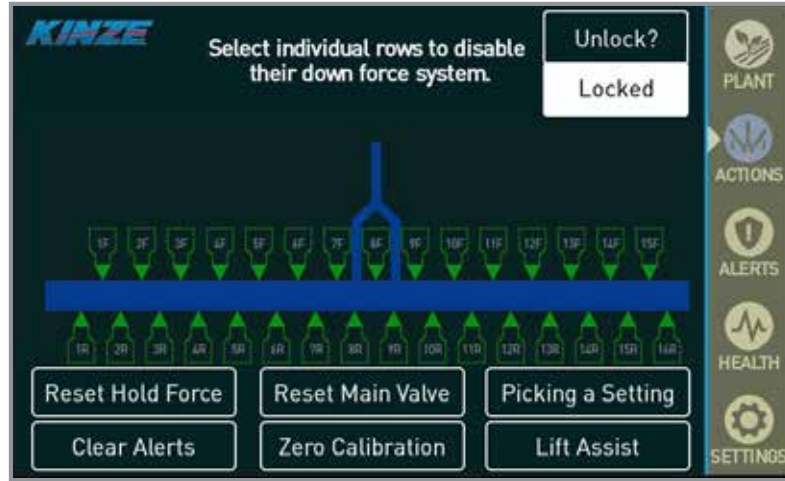 KINZE
Select individual rows to disable
their down force system.
Unlock?
Locked
PLANT
ACTIONS
ALERTS
HEALTH
SETTINGS
1F 2F 3F 4F 5F 6F 7F 8F 9F 10F 11F 12F 13F 14F 15F
1R 2R 3R 4R 5R 6R 7R 8R 9R 10R 11R 12R 13R 14R 15R 16R
Reset Hold Force
Reset Main Valve
Picking a Setting
Clear Alerts
Zero Calibration
Lift Assist